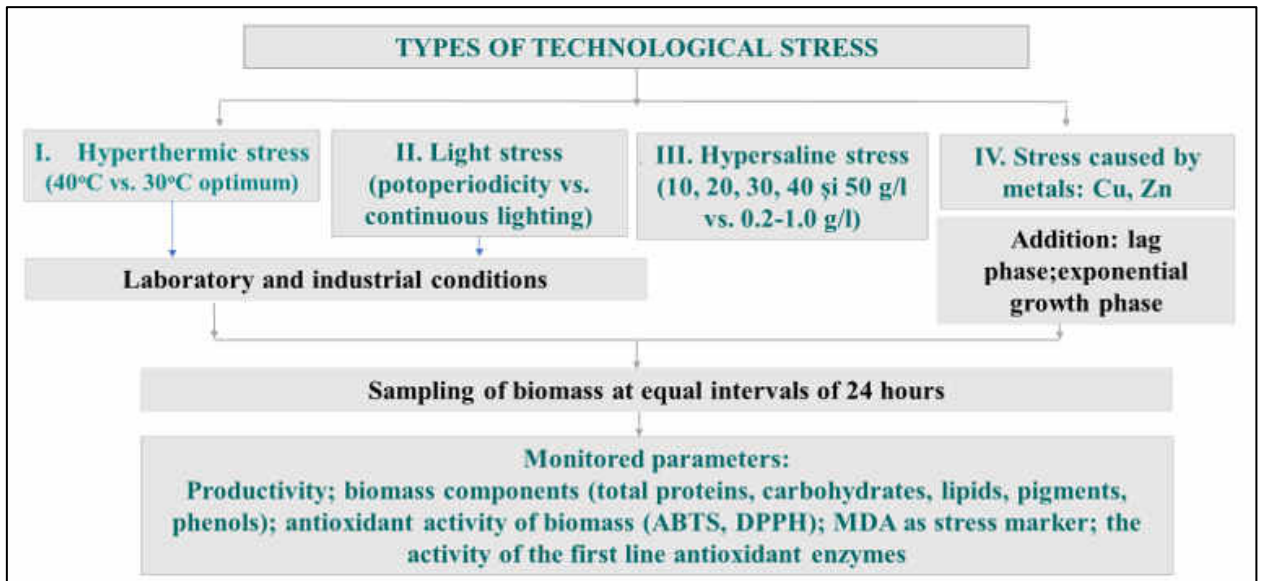 TYPES OF TECHNOLOGICAL STRESS
I. Hyperthermic stress
(40°C vs. 30°C optimum)
II. Light stress
(potoperiodicity vs.
continuous lighting)
III. Hypersaline stress
(10, 20, 30, 40 și 50 g/l
vs. 0.2-1.0 g/l)
IV. Stress caused by
metals: Cu, Zn
Laboratory and industrial conditions
Addition: lag
phase;exponential
growth phase
Sampling of biomass at equal intervals of 24 hours
Monitored parameters:
Productivity; biomass components (total proteins, carbohydrates, lipids, pigments,
phenols); antioxidant activity of biomass (ABTS, DPPH); MDA as stress marker; the
activity of the first line antioxidant enzymes